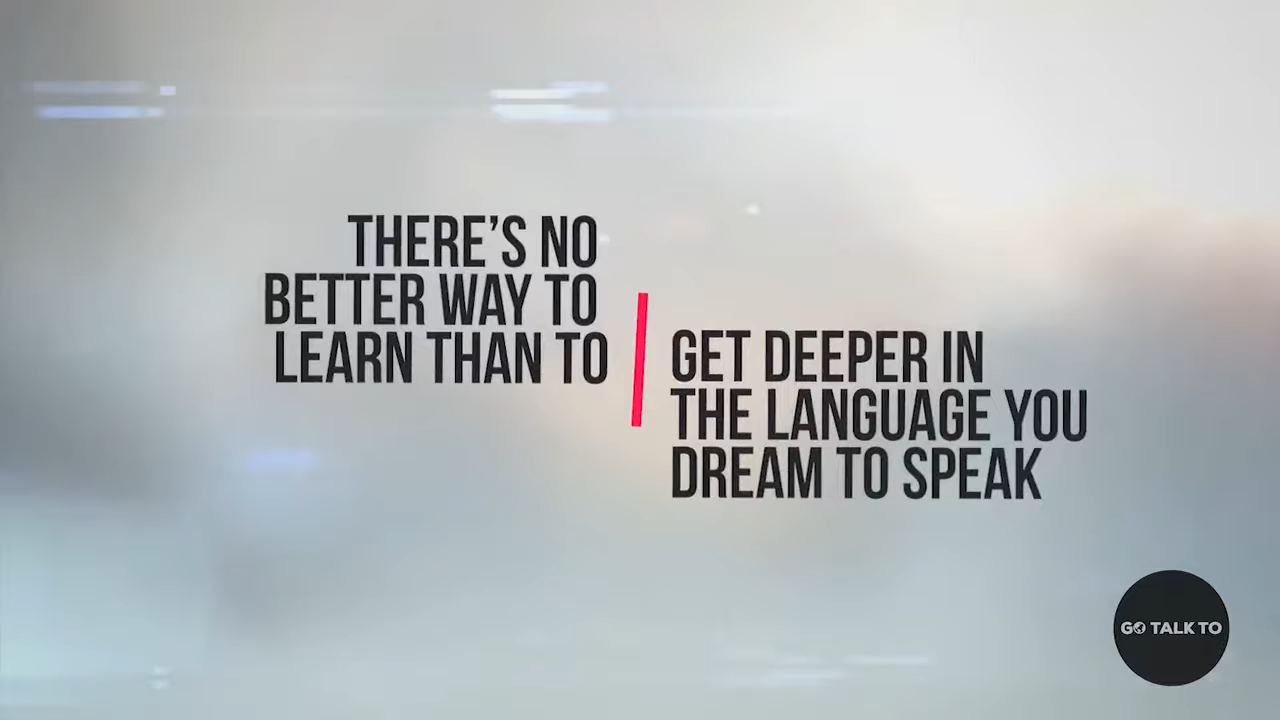 THERE'S NO
BETTER WAY TO
LEARN THAN TO
GET DEEPER IN
THE LANGUAGE YOU
DREAM TO SPEAK
GO TALK TO